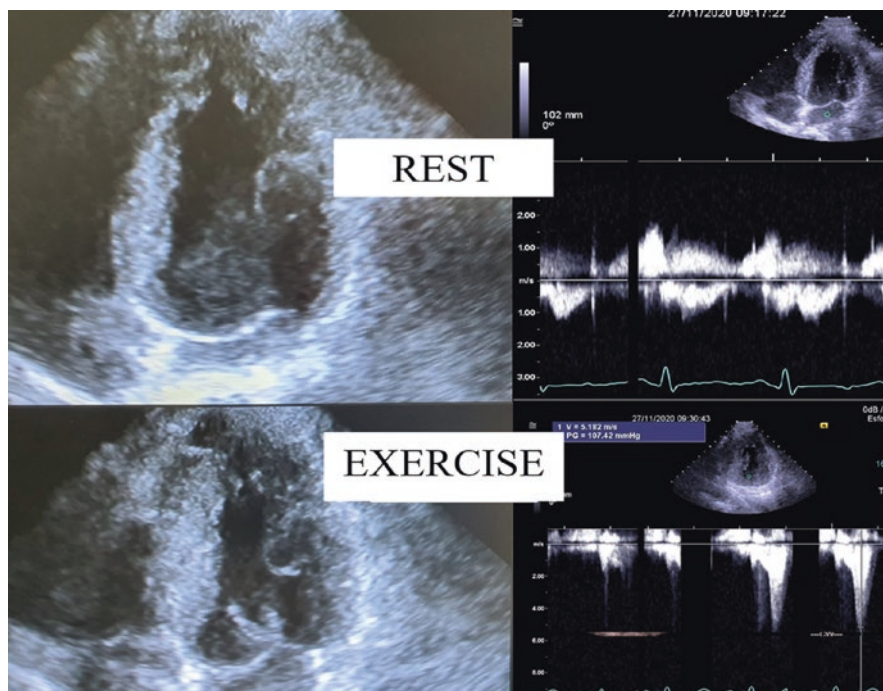 27/11/2020 09:17:22
102 mm
0°
REST
2.00
1.00
m/s
1.00
2.00
3.00
27/11/2020 09:30:43
0dB /
1 V = 5.182 m/s
PG = 107.42 mmHg
EXERCISE
m/s
2.00
4.00
6.00
8.00